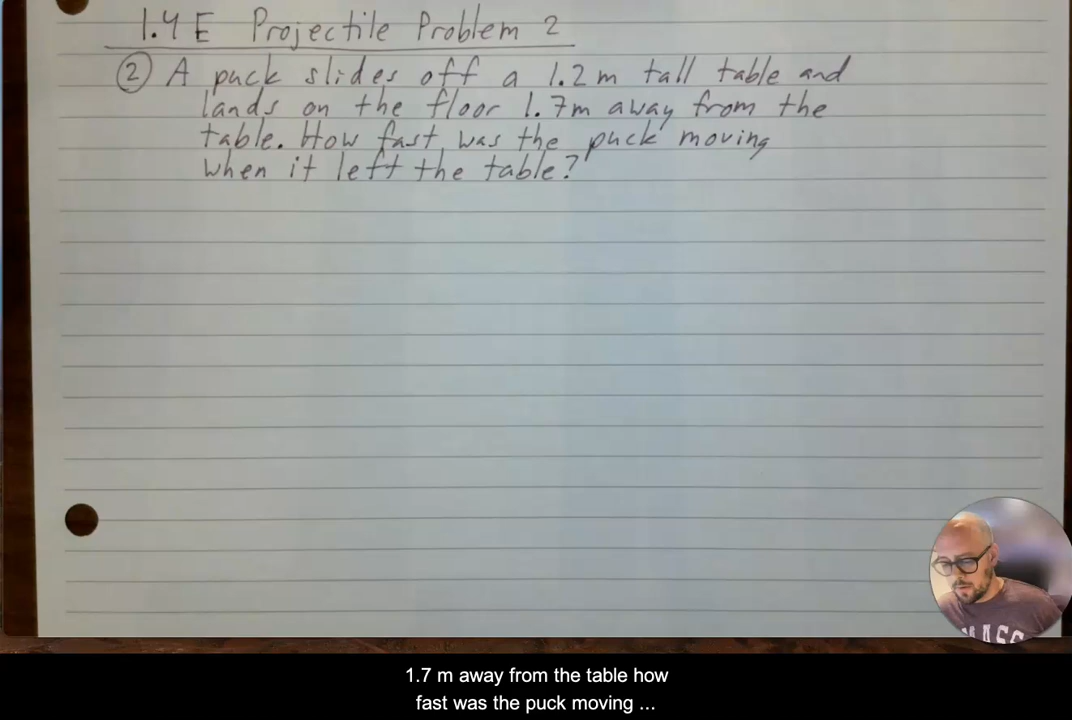 1.4 E Projectile Problem 2
② A puck slides off a 1.2 m tall table and
lands on the floor 1.7m away from the
table. How fast was the puck moving
when it left the table?
1.7 m away from the table how
fast was the puck moving ...